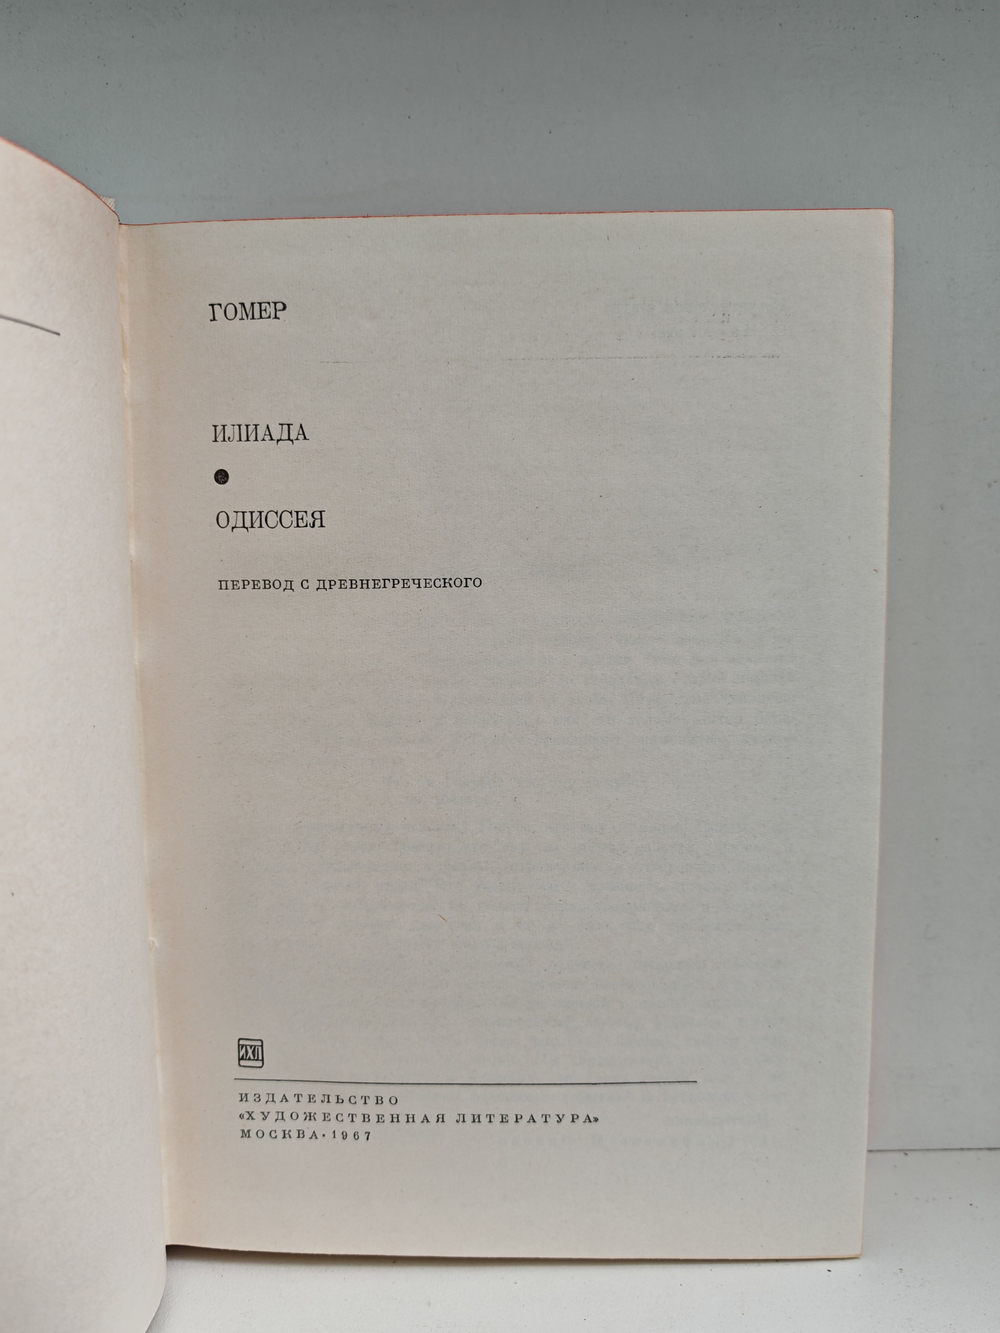 ГОМЕР
ИЛИАДА
ОДИССЕЯ
ПЕРЕВОД С ДРЕВНЕГРЕЧЕСКОГО
ИХЛ
ИЗДАТЕЛЬСТВО
«ХУДОЖЕСТВЕННАЯ ЛИТЕРАТУРА»
МОСКВА · 1967